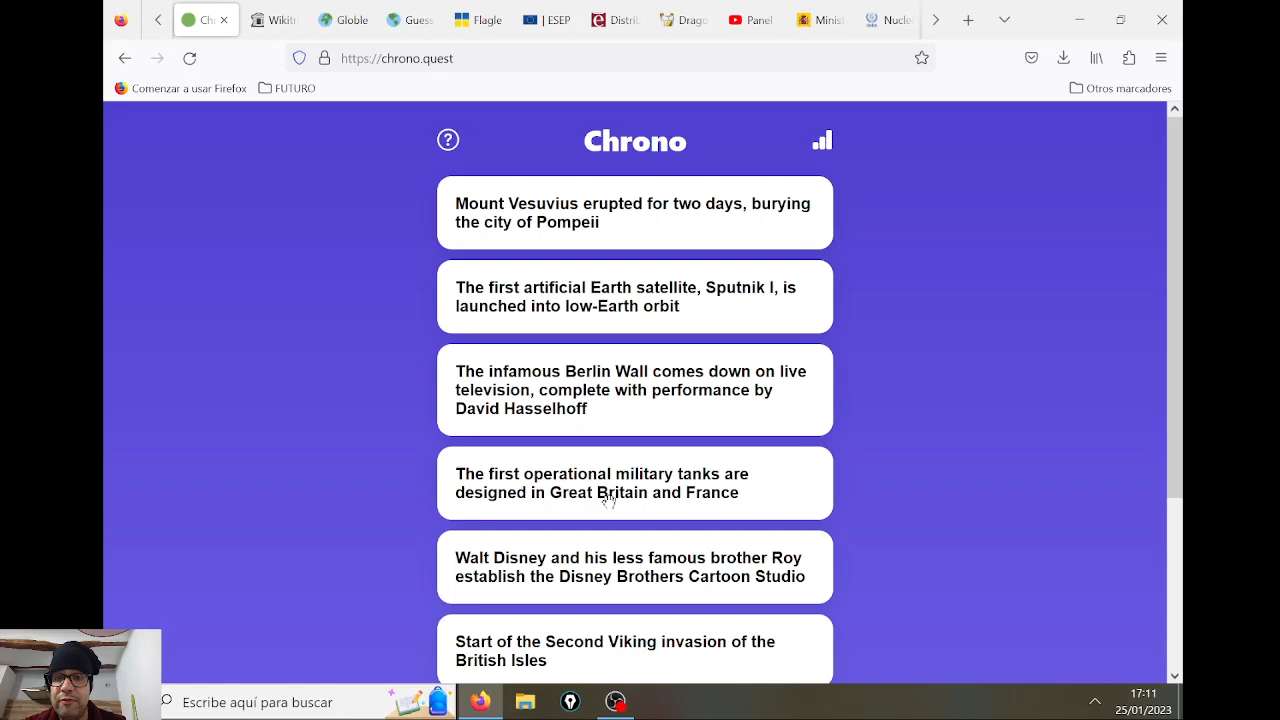 Chr
Wikiti
Globle
Guess
Flagle
| ESEP
Distril
Drago
Panel
Minist
Nucle
https://chrono.quest
Comenzar a usar Firefox
FUTURO
Otros marcadores
?
Chrono
Mount Vesuvius erupted for two days, burying
the city of Pompeii
The first artificial Earth satellite, Sputnik I, is
launched into low-Earth orbit
The infamous Berlin Wall comes down on live
television, complete with performance by
David Hasselhoff
The first operational military tanks are
designed in Great Britain and France
Walt Disney and his less famous brother Roy
establish the Disney Brothers Cartoon Studio
Start of the Second Viking invasion of the
British Isles
Escribe aquí para buscar
17:11
25/01/2023